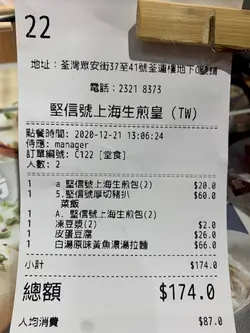 22
地址：荃灣眾安街37至41號荃運樓地下C號舖
電話：2321 8373
堅信號上海生煎皇 (TW)
點餐時間: 2020-12-21 13:06:24
侍應: manager
訂單編號: C122 [堂食]
人數: 2
1 a.堅信號上海生煎包(2) $20.0
1 5.堅信號厚切豬扒 $60.0
菜飯
1 A. 堅信號上海生煎包(2)
1 凍豆漿 $2.0
1 皮蛋豆腐 $26.0
1 白湯原味黃魚濃湯拉麵 $66.0
小計 $174.0
總額 $174.0
人均消費 $87.0